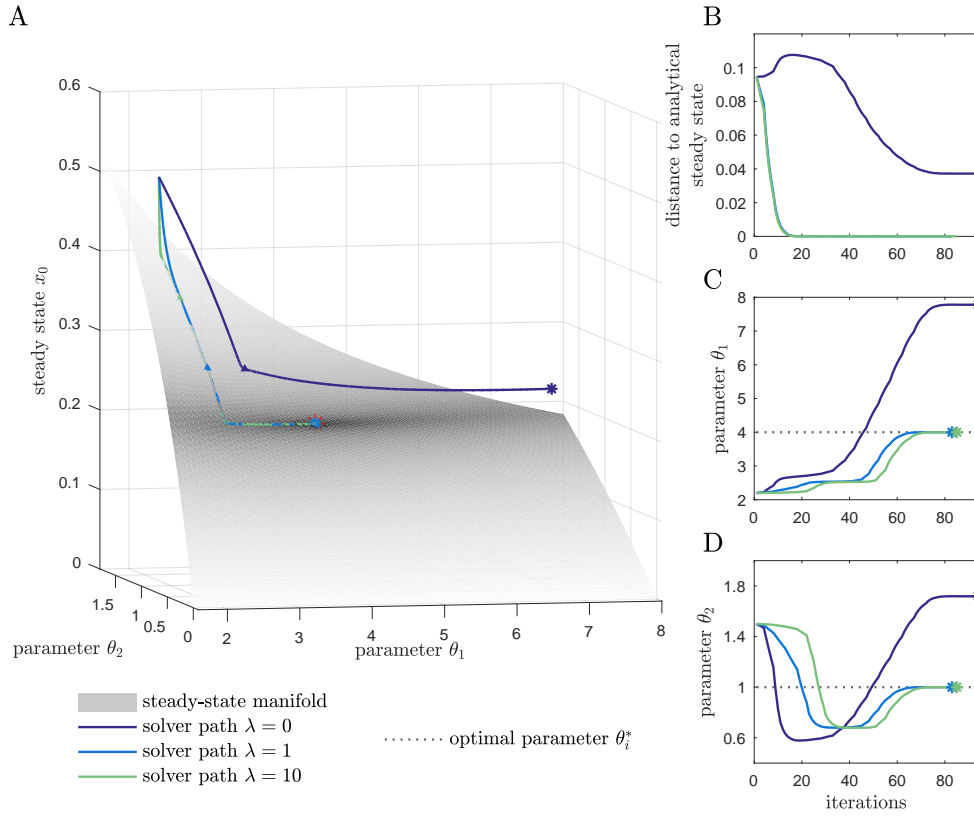 A
0.6
0.5
0.4
0.3
0.2
0.1
0
steady state x₀
1.5
1
0.5
0
parameter θ₂
2
3
4
5
6
7
8
parameter θ₁
steady-state manifold
solver path λ = 0
solver path λ = 1
solver path λ = 10
optimal parameter θᵢ*
B
distance to analytical
steady state
0.1
0.08
0.06
0.04
0.02
0
0
20
40
60
80
C
parameter θ₁
8
7
6
5
4
3
2
0
20
40
60
80
D
parameter θ₂
1.8
1.4
1
0.6
0
20
40
60
80
iterations